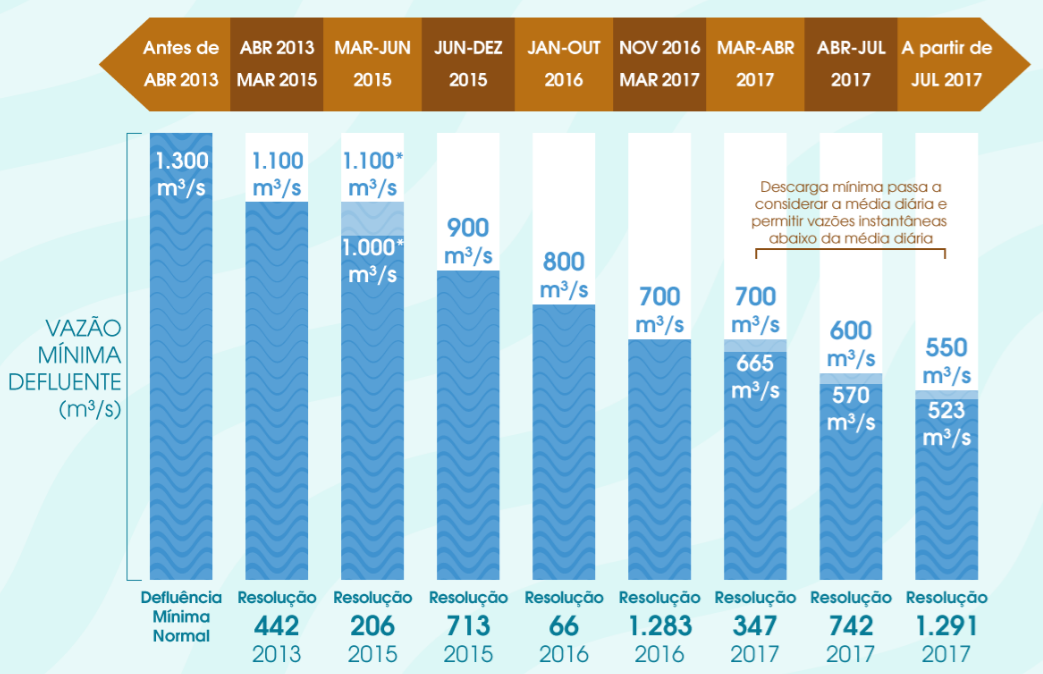 Antes de
ABR 2013
ABR 2013
MAR 2015
MAR-JUN
2015
JUN-DEZ
2015
JAN-OUT
2016
NOV 2016
MAR 2017
MAR-ABR
2017
ABR-JUL
2017
A partir de
JUL 2017
VAZÃO
MÍNIMA
DEFLUENTE
(m³/s)
1.300
m³/s
1.100
m³/s
1.100*
m³/s
1.000*
m³/s
900
m³/s
800
m³/s
700
m³/s
Descarga mínima passa a
considerar a média diária e
permitir vazões instantâneas
abaixo da média diária
700
m³/s
665
m³/s
600
m³/s
570
m³/s
550
m³/s
523
m³/s
Defluência
Mínima
Normal
Resolução
442
2013
Resolução
206
2015
Resolução
713
2015
Resolução
66
2016
Resolução
1.283
2016
Resolução
347
2017
Resolução
742
2017
Resolução
1.291
2017